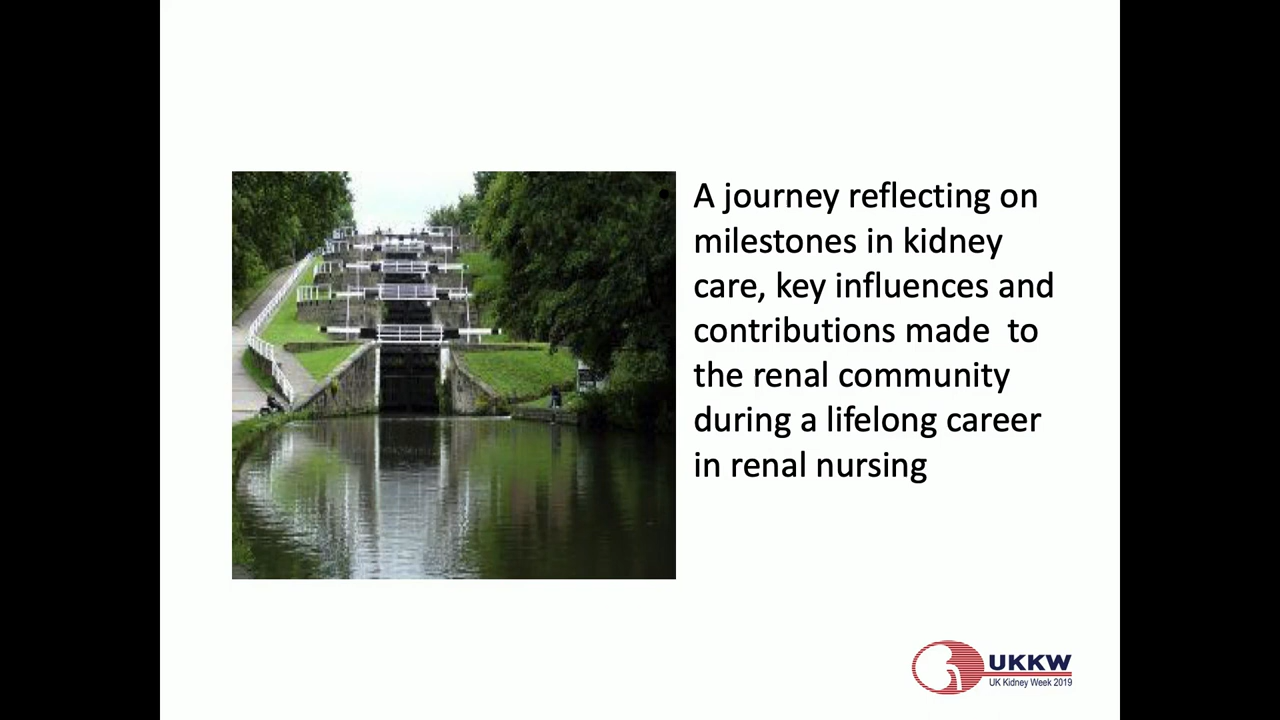 A journey reflecting on
milestones in kidney
care, key influences and
contributions made  to
the renal community
during a lifelong career
in renal nursing
UKKW
UK Kidney Week 2019